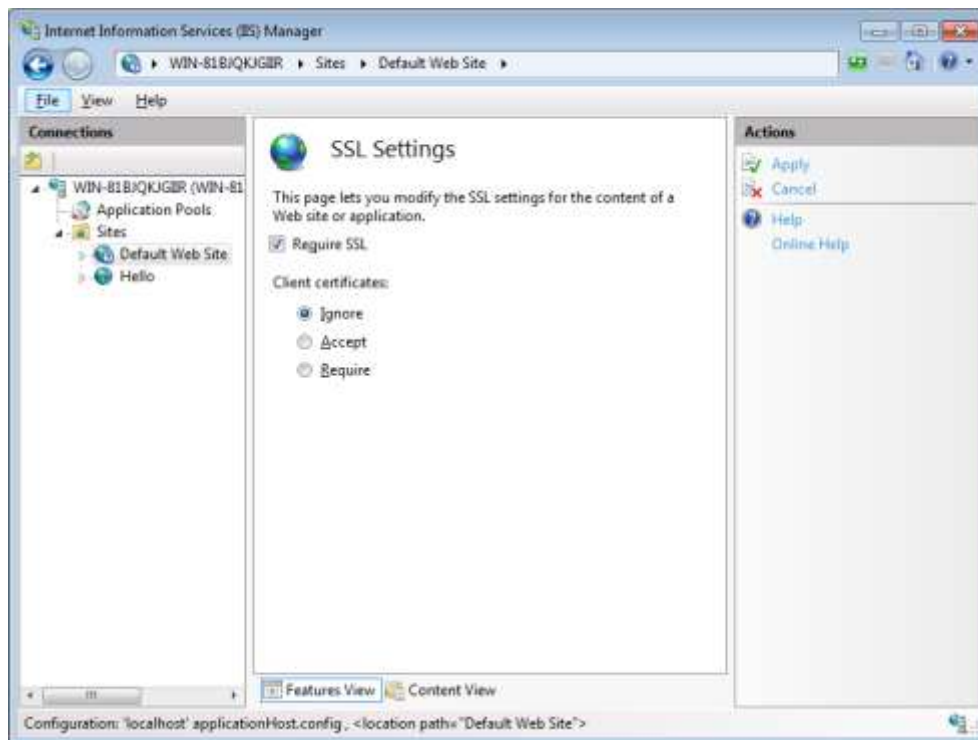 Internet Information Services (IIS) Manager
WIN-81BJQKJGIIR ▸ Sites ▸ Default Web Site ▸
File View Help
Connections
WIN-81BJQKJGIIR (WIN-81
Application Pools
Sites
Default Web Site
Hello
SSL Settings
This page lets you modify the SSL settings for the content of a
Web site or application.
Require SSL
Client certificates:
Ignore
Accept
Require
Features View Content View
Actions
Apply
Cancel
Help
Online Help
Configuration: 'localhost' applicationHost.config, <location path="Default Web Site">